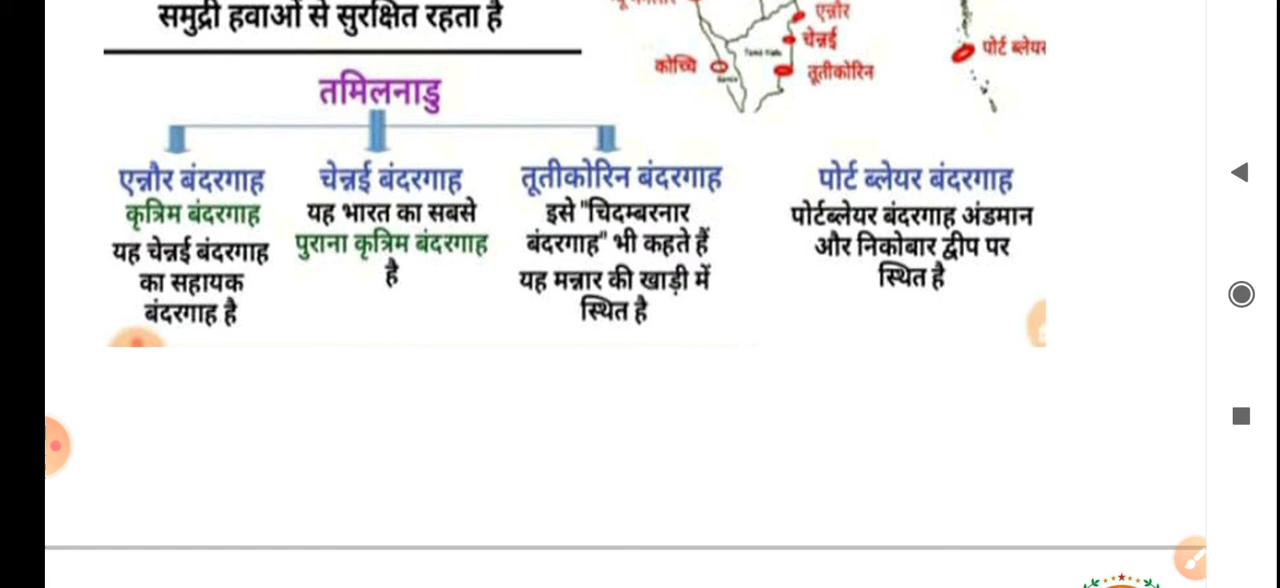 समुद्री हवाओं से सुरक्षित रहता है
एन्नौर
चेन्नई
कोच्चि
तूतीकोरिन
पोर्ट ब्लेयर
तमिलनाडु
एन्नौर बंदरगाह
कृत्रिम बंदरगाह
यह चेन्नई बंदरगाह
का सहायक
बंदरगाह है
चेन्नई बंदरगाह
यह भारत का सबसे
पुराना कृत्रिम बंदरगाह
है
तूतीकोरिन बंदरगाह
इसे "चिदम्बरनार
बंदरगाह" भी कहते हैं
यह मन्नार की खाड़ी में
स्थित है
पोर्ट ब्लेयर बंदरगाह
पोर्टब्लेयर बंदरगाह अंडमान
और निकोबार द्वीप पर
स्थित है